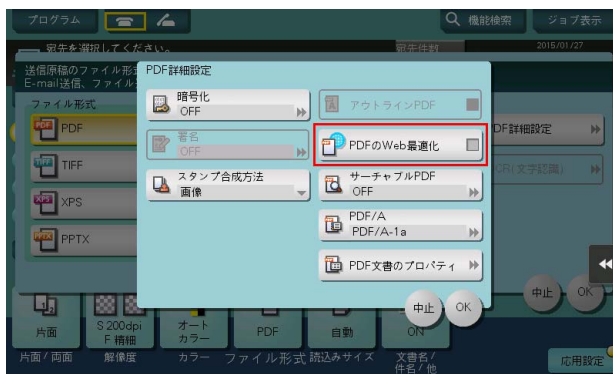 プログラム
機能検索
ジョブ表示
宛先を選択してください。
宛先件数
2015/01/27
送信原稿のファイル形式
E-mail送信、ファイル
PDF詳細設定
ファイル形式
PDF
TIFF
XPS
PPTX
暗号化
OFF
署名
OFF
スタンプ合成方法
画像
アウトラインPDF
PDFのWeb最適化
サーチャブルPDF
OFF
PDF/A
PDF/A-1a
PDF文書のプロパティ
中止
OK
PDF詳細設定
CR(文字認識)
中止
OK
片面
S 200dpi
F 精細
オート
カラー
PDF
自動
ON
片面/両面
解像度
カラー
ファイル形式
読込みサイズ
文書名/
件名/他
応用設定